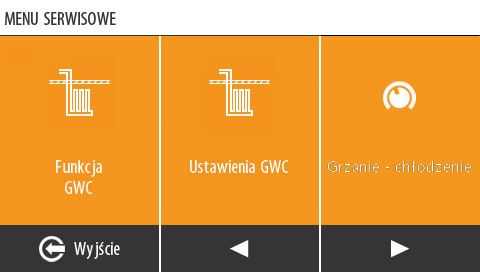 MENU SERWISOWE
Funkcja
GWC
Ustawienia GWC
Grzanie - chłodzenie
Wyjście